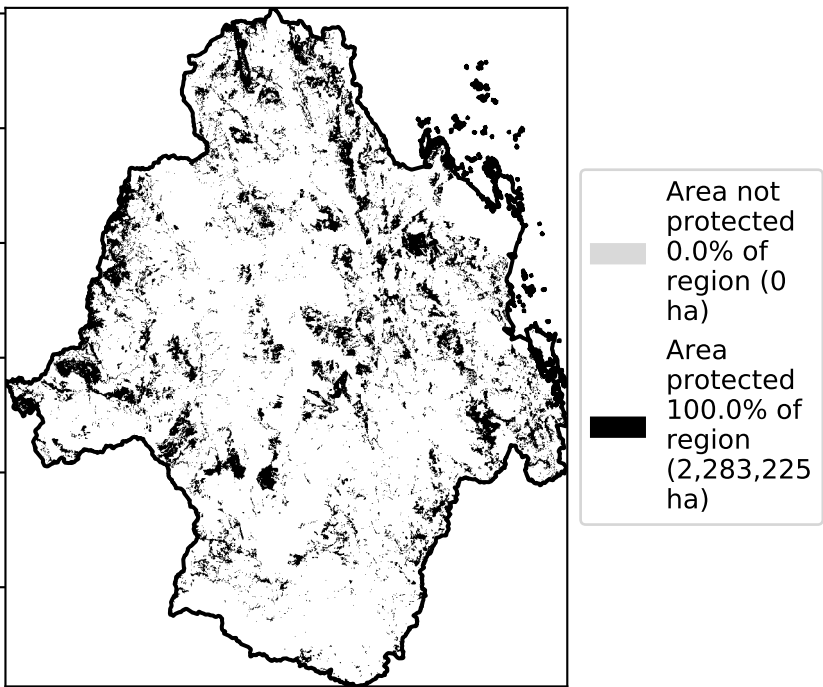 Area not
protected
0.0% of
region (0
ha)
Area
protected
100.0% of
region
(2,283,225
ha)